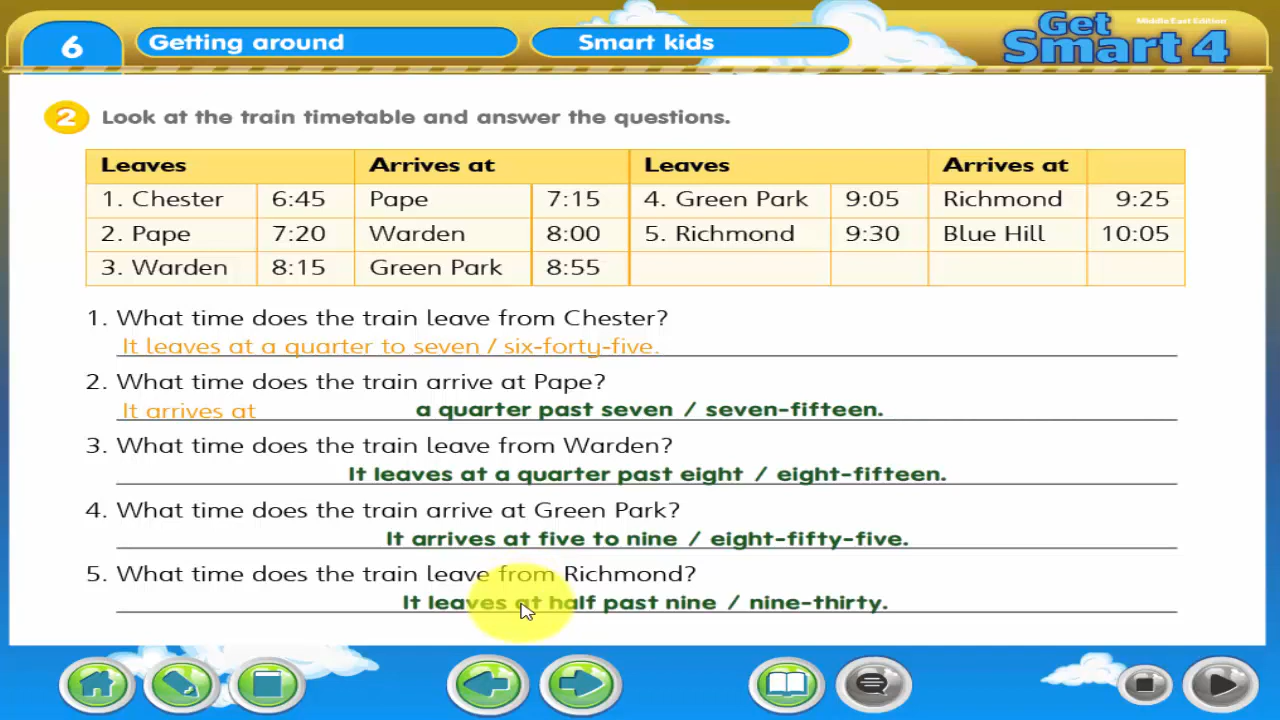 6 Getting around Smart kids Get Smart 4 Middle East Edition
2 Look at the train timetable and answer the questions.
Leaves Arrives at Leaves Arrives at
1. Chester 6:45 Pape 7:15 4. Green Park 9:05 Richmond 9:25
2. Pape 7:20 Warden 8:00 5. Richmond 9:30 Blue Hill 10:05
3. Warden 8:15 Green Park 8:55
1. What time does the train leave from Chester?
It leaves at a quarter to seven / six-forty-five.
2. What time does the train arrive at Pape?
It arrives at a quarter past seven / seven-fifteen.
3. What time does the train leave from Warden?
It leaves at a quarter past eight / eight-fifteen.
4. What time does the train arrive at Green Park?
It arrives at five to nine / eight-fifty-five.
5. What time does the train leave from Richmond?
It leaves at half past nine / nine-thirty.